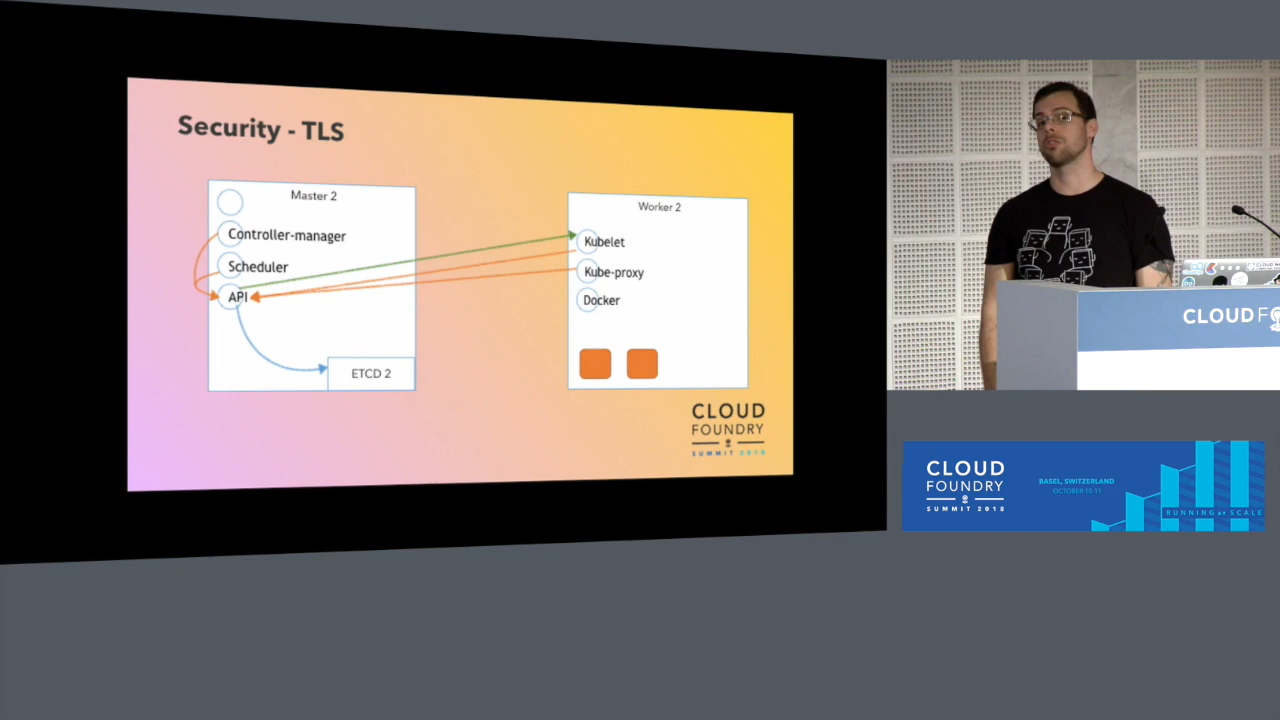 Security - TLS
Master 2
Controller-manager
Scheduler
API
ETCD 2
Worker 2
Kubelet
Kube-proxy
Docker
CLOUD
FOUNDRY
SUMMIT 2018
CLOUD
CLOUD
FOUNDRY
SUMMIT 2018
BASEL, SWITZERLAND
OCTOBER 10-11
RUNNING AT SCALE